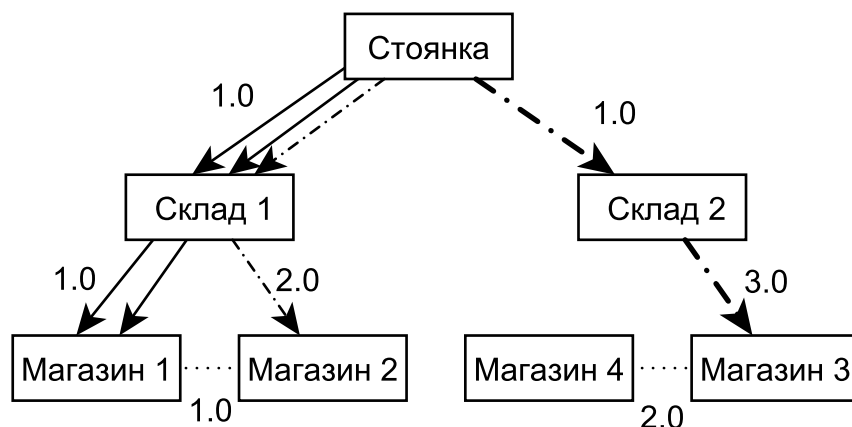 Стоянка
1.0
1.0
Склад 1
Склад 2
1.0
2.0
3.0
Магазин 1
Магазин 2
Магазин 4
Магазин 3
1.0
2.0